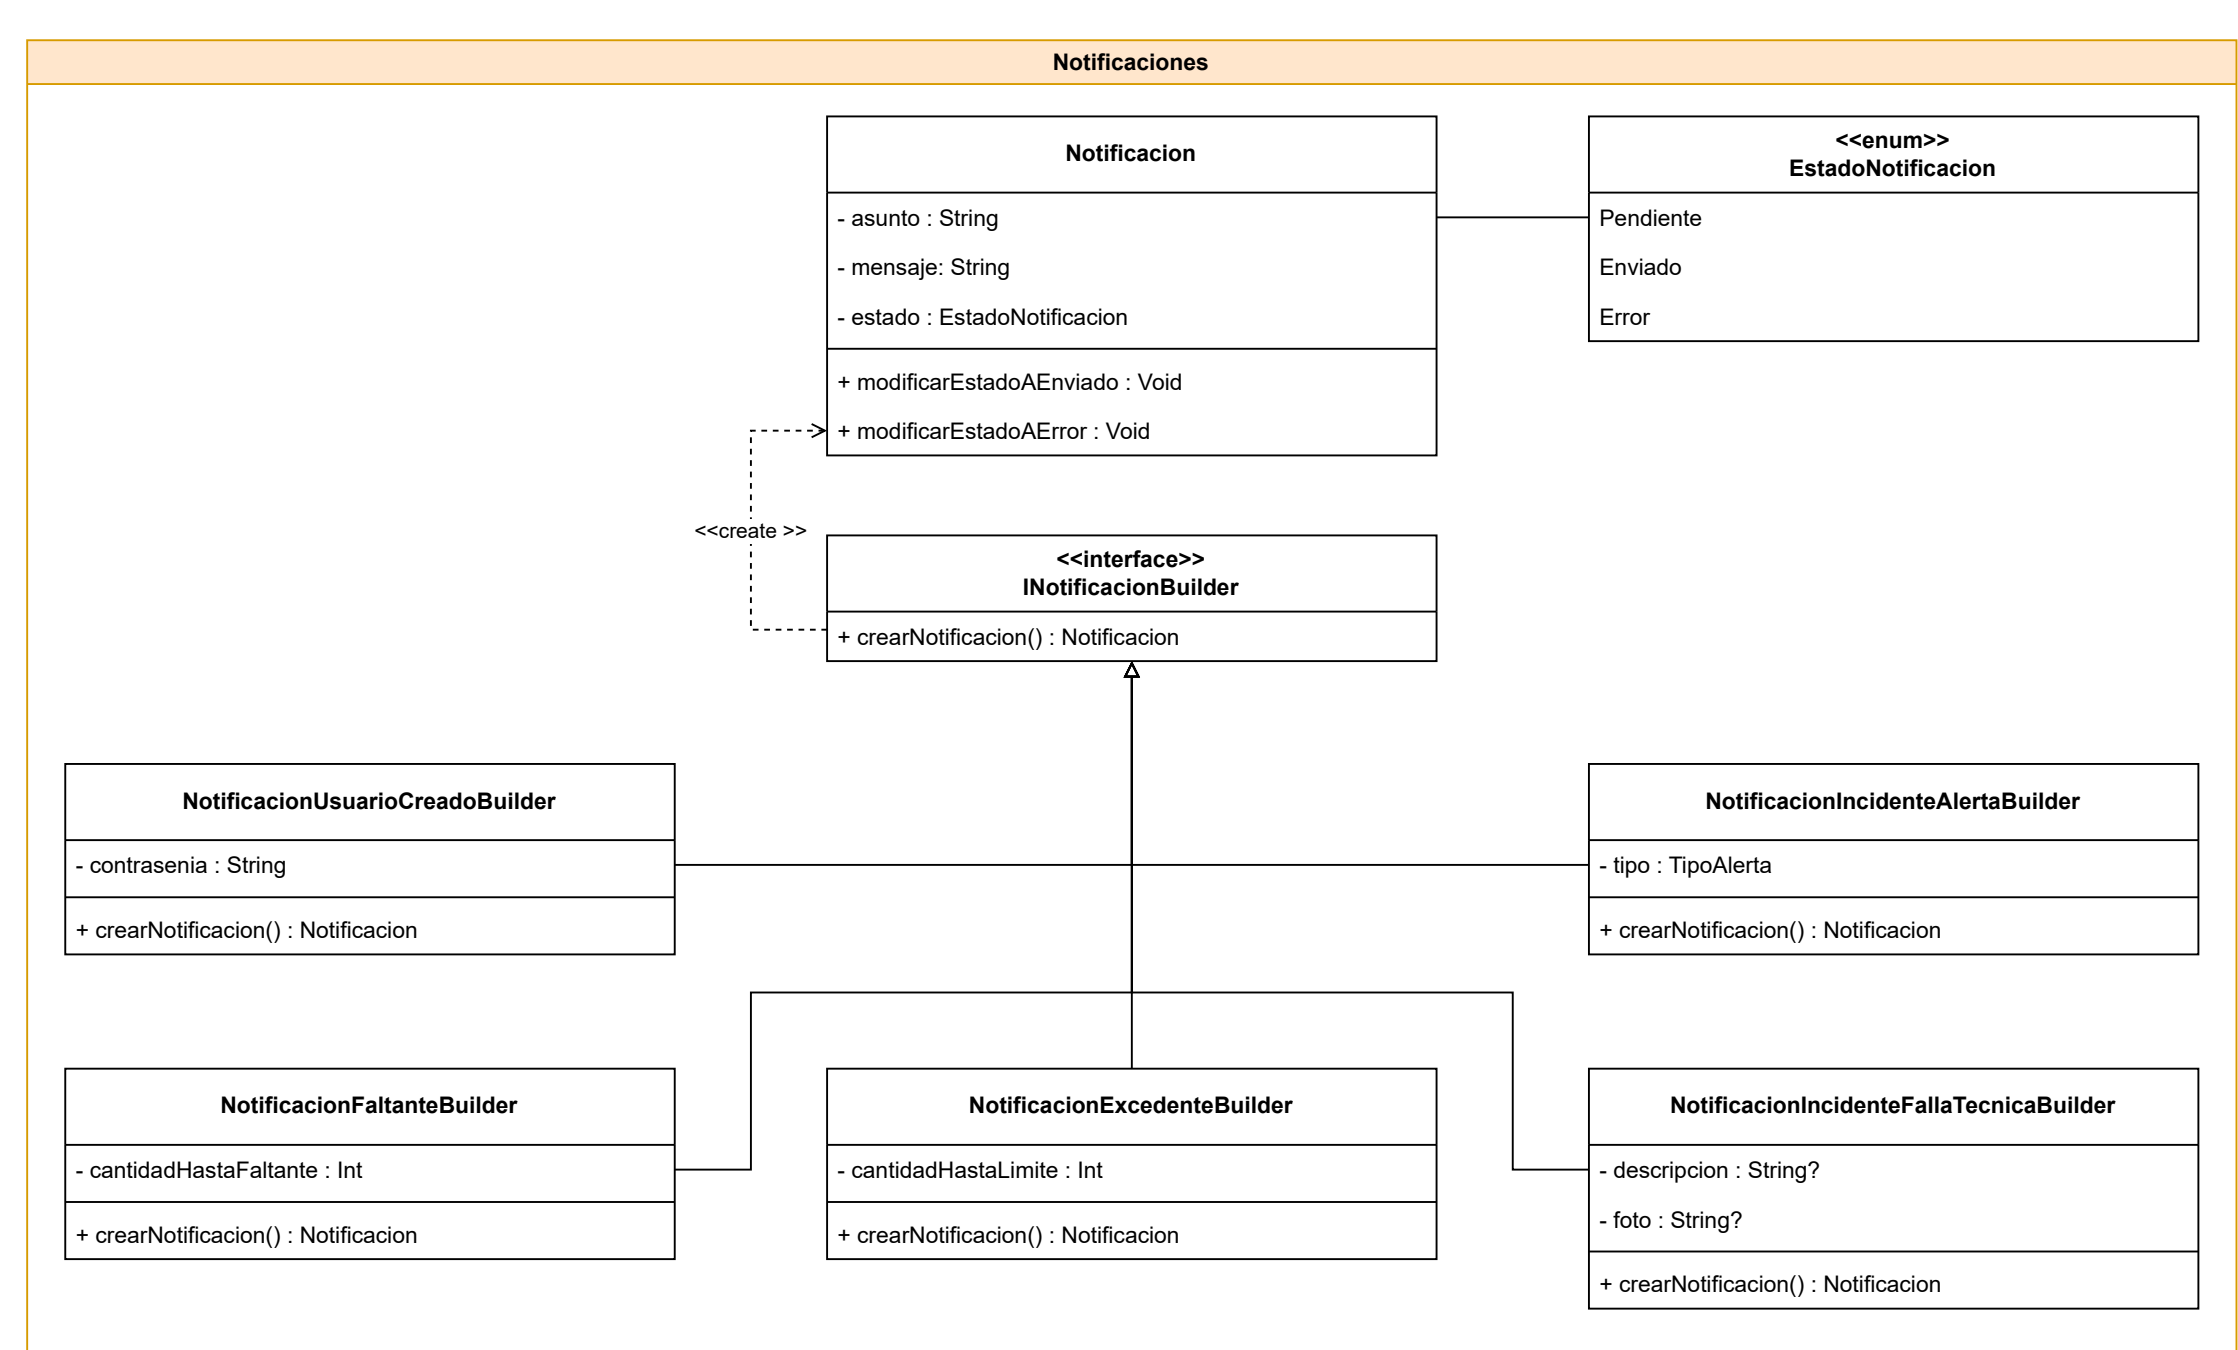 Notificaciones
Notificacion
- asunto : String
- mensaje: String
- estado : EstadoNotificacion
+ modificarEstadoAEnviado : Void
+ modificarEstadoAError : Void
<<enum>>
EstadoNotificacion
Pendiente
Enviado
Error
<<create >>
<<interface>>
INotificacionBuilder
+ crearNotificacion() : Notificacion
NotificacionUsuarioCreadoBuilder
- contrasenia : String
+ crearNotificacion() : Notificacion
NotificacionIncidenteAlertaBuilder
- tipo : TipoAlerta
+ crearNotificacion() : Notificacion
NotificacionFaltanteBuilder
- cantidadHastaFaltante : Int
+ crearNotificacion() : Notificacion
NotificacionExcedenteBuilder
- cantidadHastaLimite : Int
+ crearNotificacion() : Notificacion
NotificacionIncidenteFallaTecnicaBuilder
- descripcion : String?
- foto : String?
+ crearNotificacion() : Notificacion